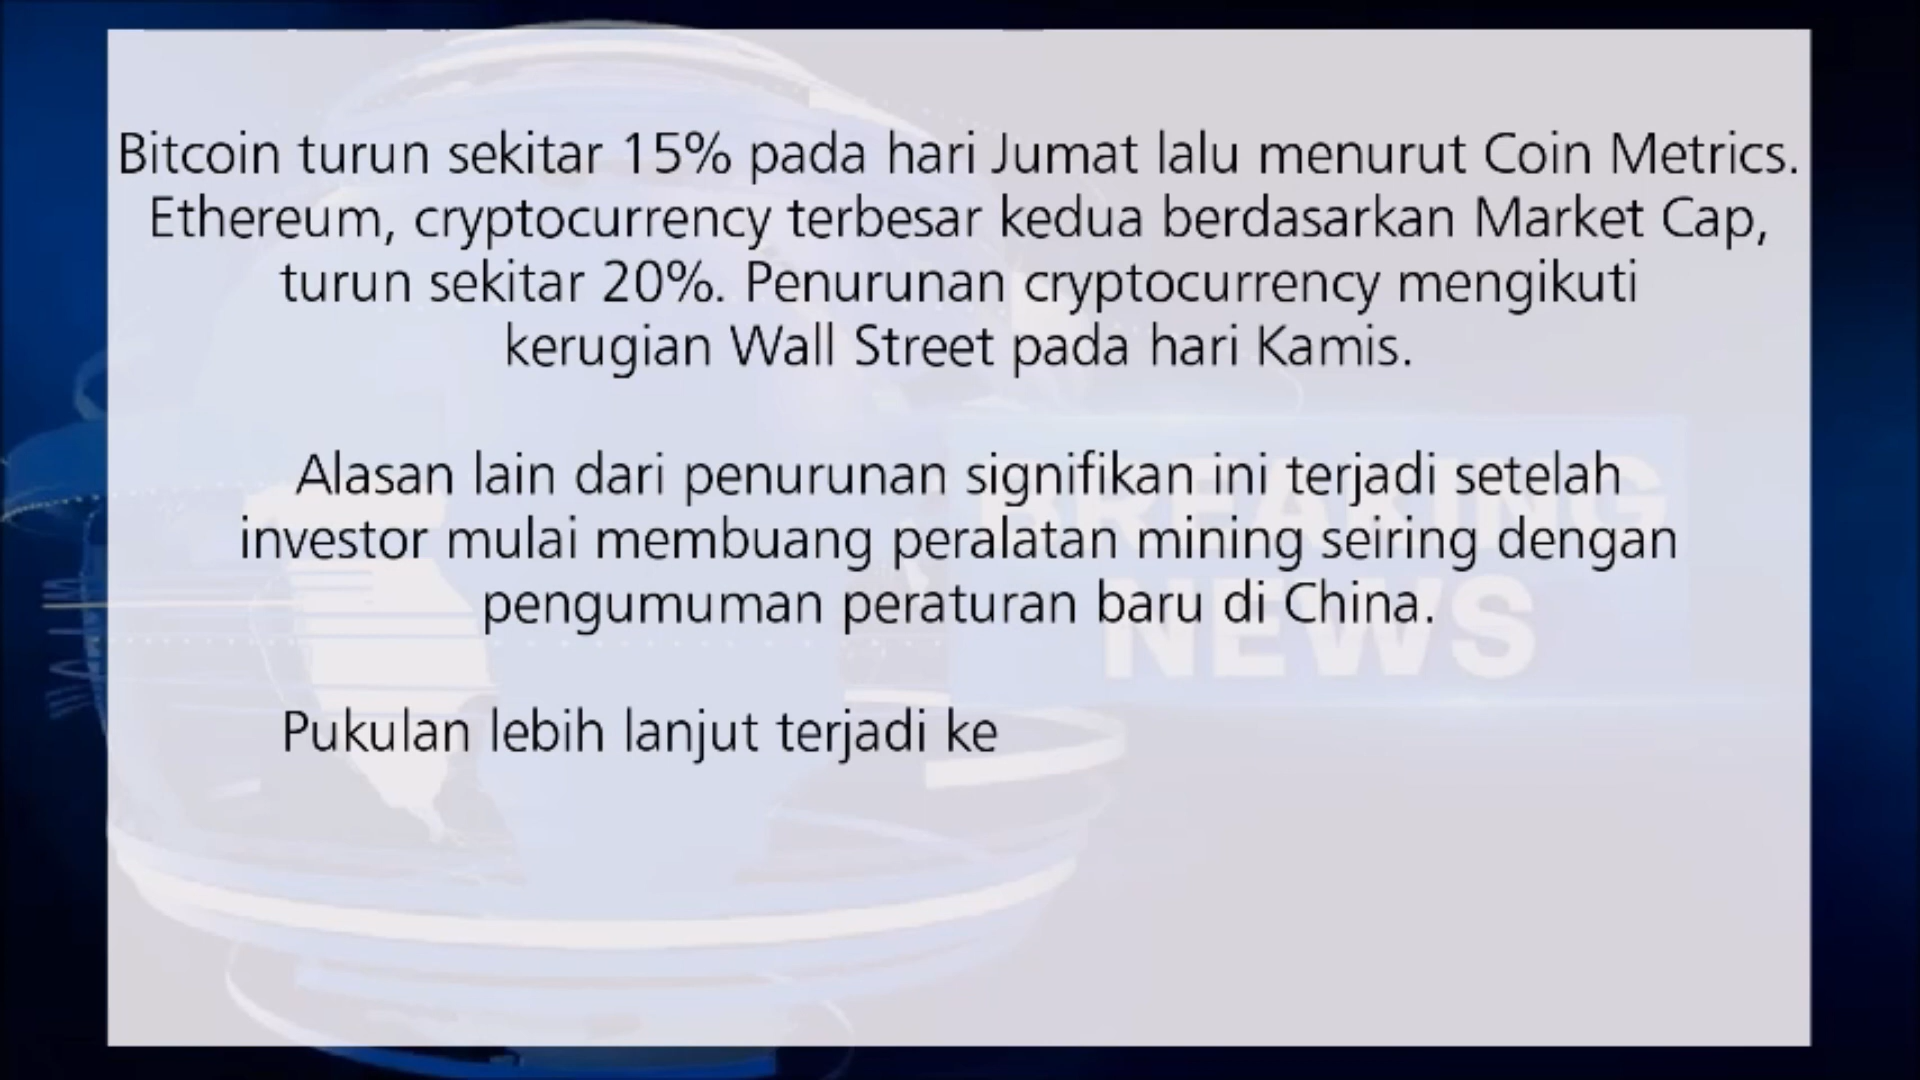 Bitcoin turun sekitar 15% pada hari Jumat lalu menurut Coin Metrics.
Ethereum, cryptocurrency terbesar kedua berdasarkan Market Cap,
turun sekitar 20%. Penurunan cryptocurrency mengikuti
kerugian Wall Street pada hari Kamis.
Alasan lain dari penurunan signifikan ini terjadi setelah
investor mulai membuang peralatan mining seiring dengan
pengumuman peraturan baru di China.
Pukulan lebih lanjut terjadi ke
BREAKING
NEWS